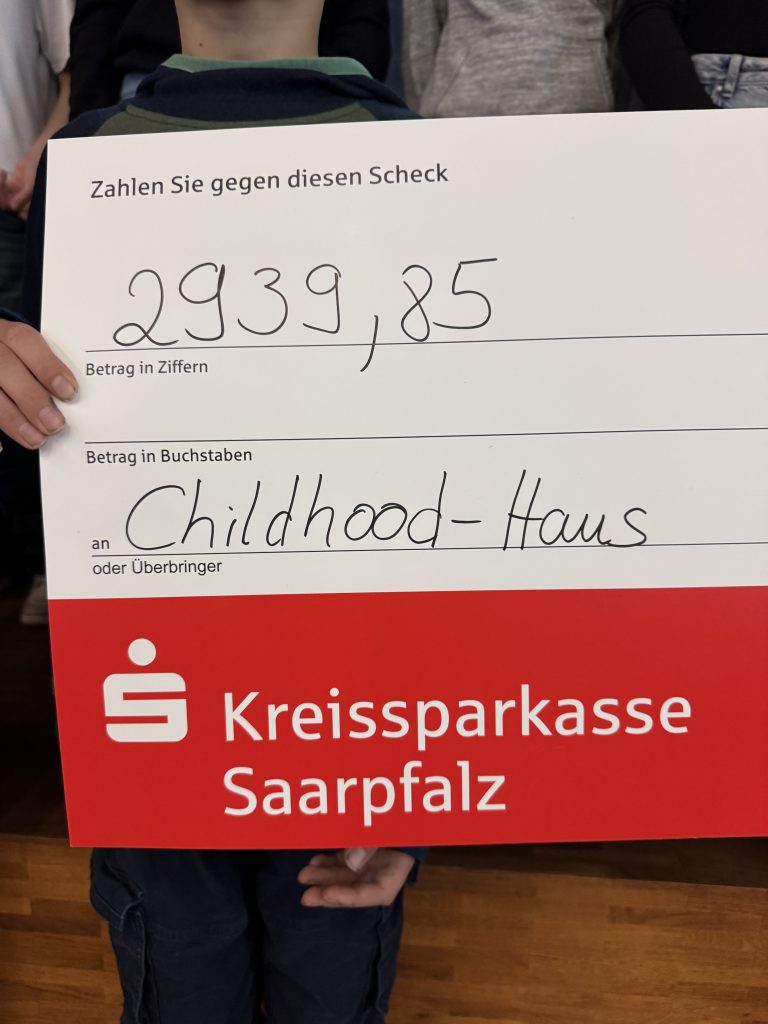 Zahlen Sie gegen diesen Scheck
2939,85
Betrag in Ziffern
Betrag in Buchstaben
an Childhood-Haus
oder Überbringer
Kreissparkasse
Saarpfalz